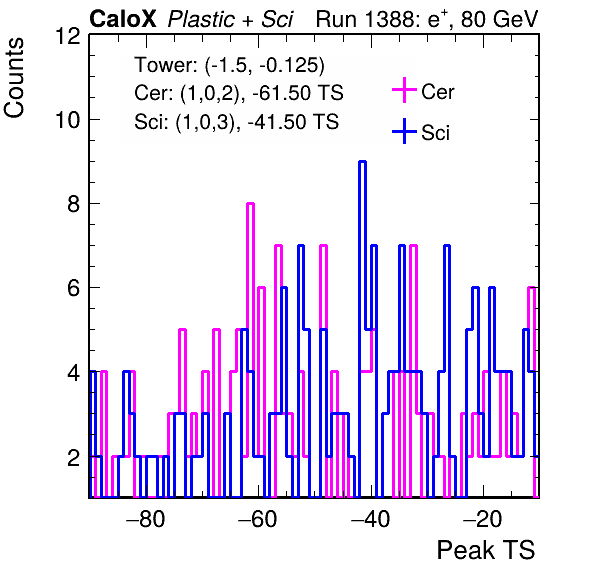 CaloX Plastic + Sci Run 1388: e+, 80 GeV
Counts
12
Tower: (-1.5, -0.125)
Cer: (1,0,2), -61.50 TS
Sci: (1,0,3), -41.50 TS
Cer
Sci
10
8
6
4
2
−80 −60 −40 −20
Peak TS